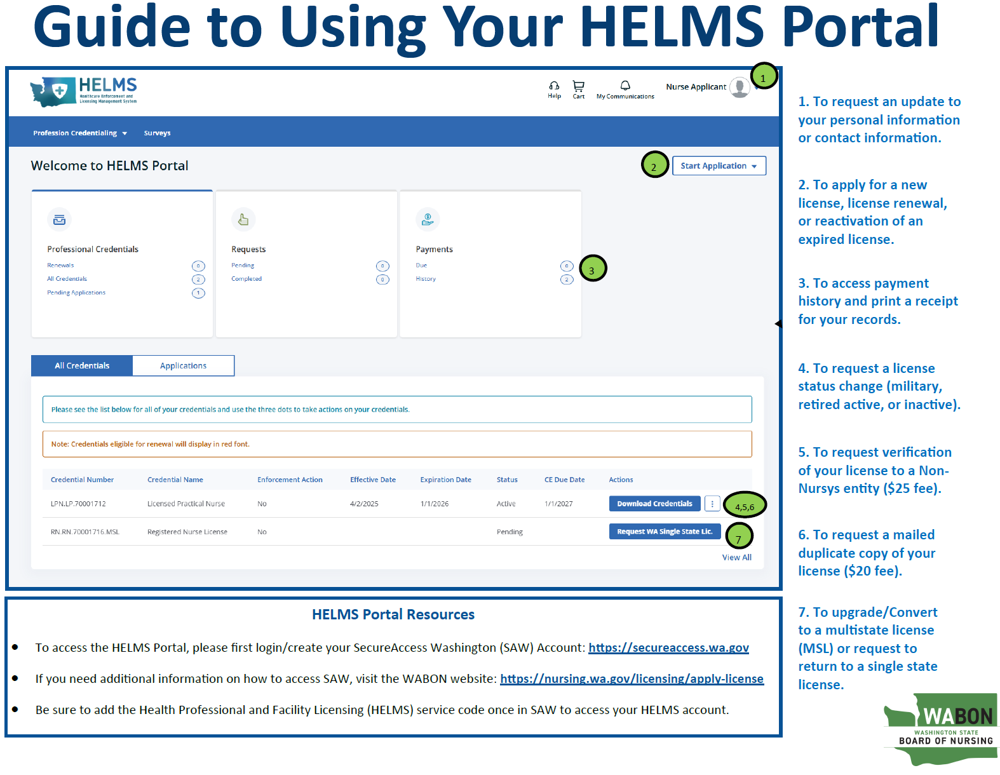 Guide to Using Your HELMS Portal
HELMS
Healthcare Enforcement and
Licensing Management System
Help
Cart
My Communications
Nurse Applicant
1
Profession Credentialing
Surveys
Welcome to HELMS Portal
2
Start Application
Professional Credentials
Renewals 0
All Credentials 2
Pending Applications 1
Requests
Pending 0
Completed 0
Payments
Due 0
History 2
3
All Credentials
Applications
Please see the list below for all of your credentials and use the three dots to take actions on your credentials.
Note: Credentials eligible for renewal will display in red font.
Credential Number Credential Name Enforcement Action Effective Date Expiration Date Status CE Due Date Actions
LPN.LP.70001712 Licensed Practical Nurse No 4/2/2025 1/1/2026 Active 1/1/2027 Download Credentials 4,5,6
RN.RN.70001716.MSL Registered Nurse License No Pending Request WA Single State Lic. 7
View All
1. To request an update to
your personal information
or contact information.
2. To apply for a new
license, license renewal,
or reactivation of an
expired license.
3. To access payment
history and print a receipt
for your records.
4. To request a license
status change (military,
retired active, or inactive).
5. To request verification
of your license to a Non-
Nursys entity ($25 fee).
6. To request a mailed
duplicate copy of your
license ($20 fee).
7. To upgrade/Convert
to a multistate license
(MSL) or request to
return to a single state
license.
HELMS Portal Resources
• To access the HELMS Portal, please first login/create your SecureAccess Washington (SAW) Account: https://secureaccess.wa.gov
• If you need additional information on how to access SAW, visit the WABON website: https://nursing.wa.gov/licensing/apply-license
• Be sure to add the Health Professional and Facility Licensing (HELMS) service code once in SAW to access your HELMS account.
WABON
WASHINGTON STATE
BOARD OF NURSING